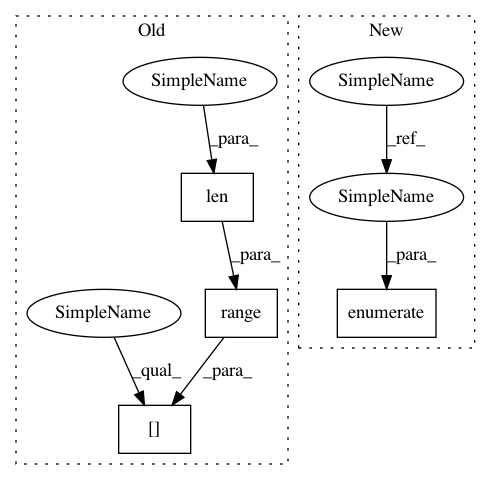 Old
New
SimpleName
SimpleName
_para_
_ref_
len
SimpleName
_para_
_para_
SimpleName
range
enumerate
_qual_
_para_
[]